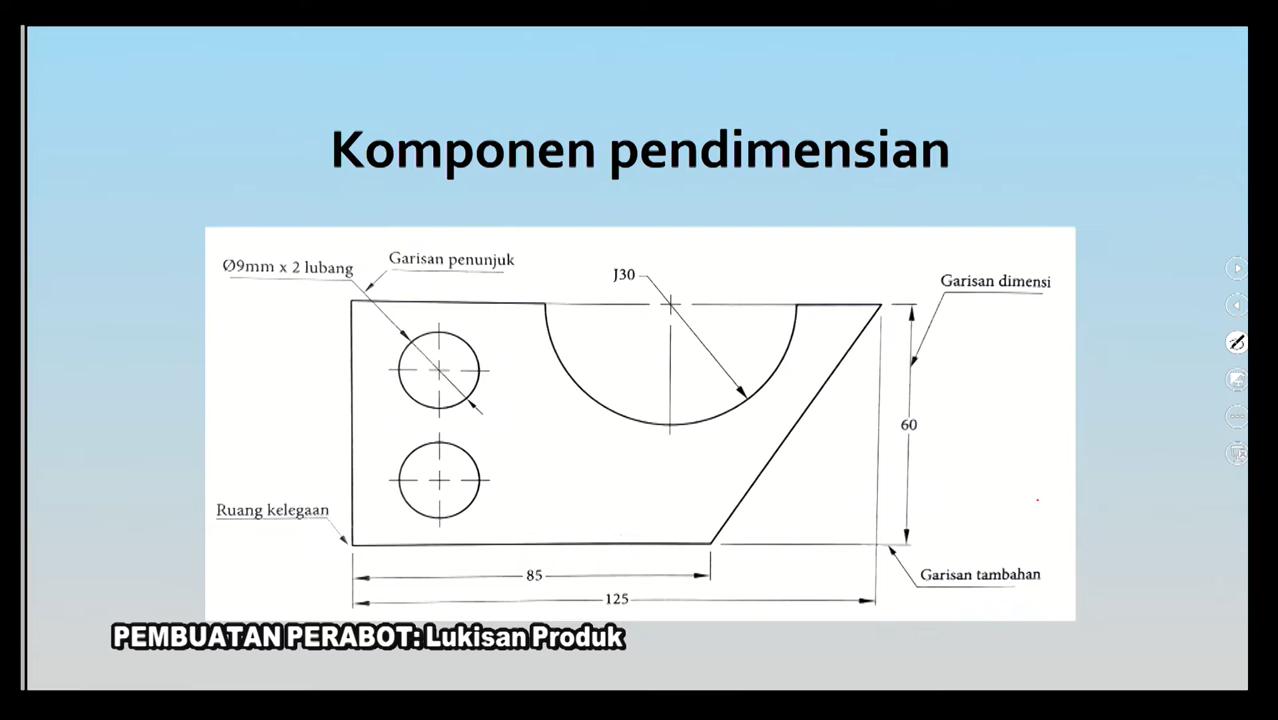 Komponen pendimensian
Ø9mm x 2 lubang
Garisan penunjuk
J30
Garisan dimensi
60
Ruang kelegaan
Garisan tambahan
85
125
PEMBUATAN PERABOT: Lukisan Produk